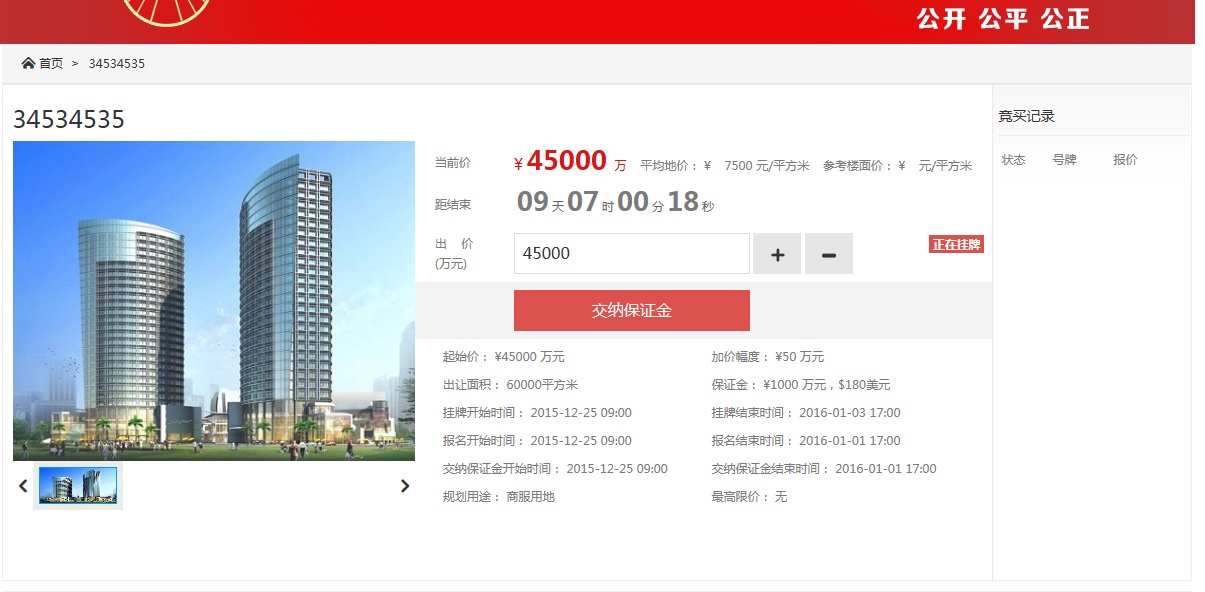 公开 公平 公正
首页 > 34534535
34534535
当前价 ¥ 45000 万 平均地价： ¥ 7500 元/平方米 参考楼面价： ¥ 元/平方米
距结束 09 天 07 时 00 分 18 秒
出 价
(万元)
45000 + −
正在挂牌
交纳保证金
起始价： ¥45000 万元 加价幅度： ¥50 万元
出让面积： 60000平方米 保证金： ¥1000 万元，$180美元
挂牌开始时间： 2015-12-25 09:00 挂牌结束时间： 2016-01-03 17:00
报名开始时间： 2015-12-25 09:00 报名结束时间： 2016-01-01 17:00
交纳保证金开始时间： 2015-12-25 09:00 交纳保证金结束时间： 2016-01-01 17:00
规划用途： 商服用地 最高限价： 无
竞买记录
状态 号牌 报价